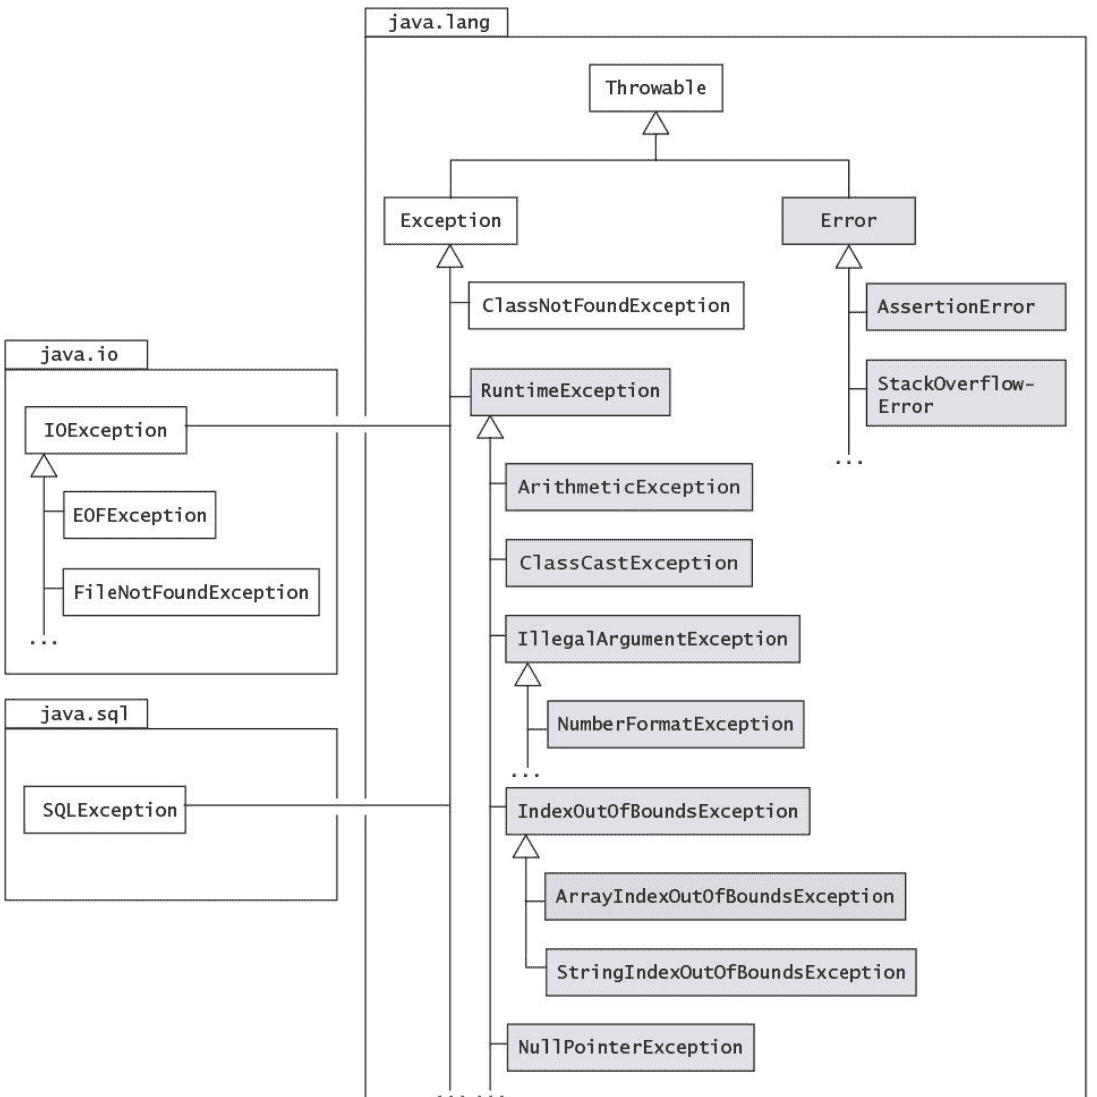 java.lang
Throwable
Exception
Error
ClassNotFoundException
AssertionError
java.io
RuntimeException
StackOverflow-
Error
IOException
...
ArithmeticException
EOFException
ClassCastException
FileNotFoundException
...
IllegalArgumentException
java.sql
NumberFormatException
...
SQLException
IndexOutOfBoundsException
ArrayIndexOutOfBoundsException
StringIndexOutOfBoundsException
NullPointerException
... ...